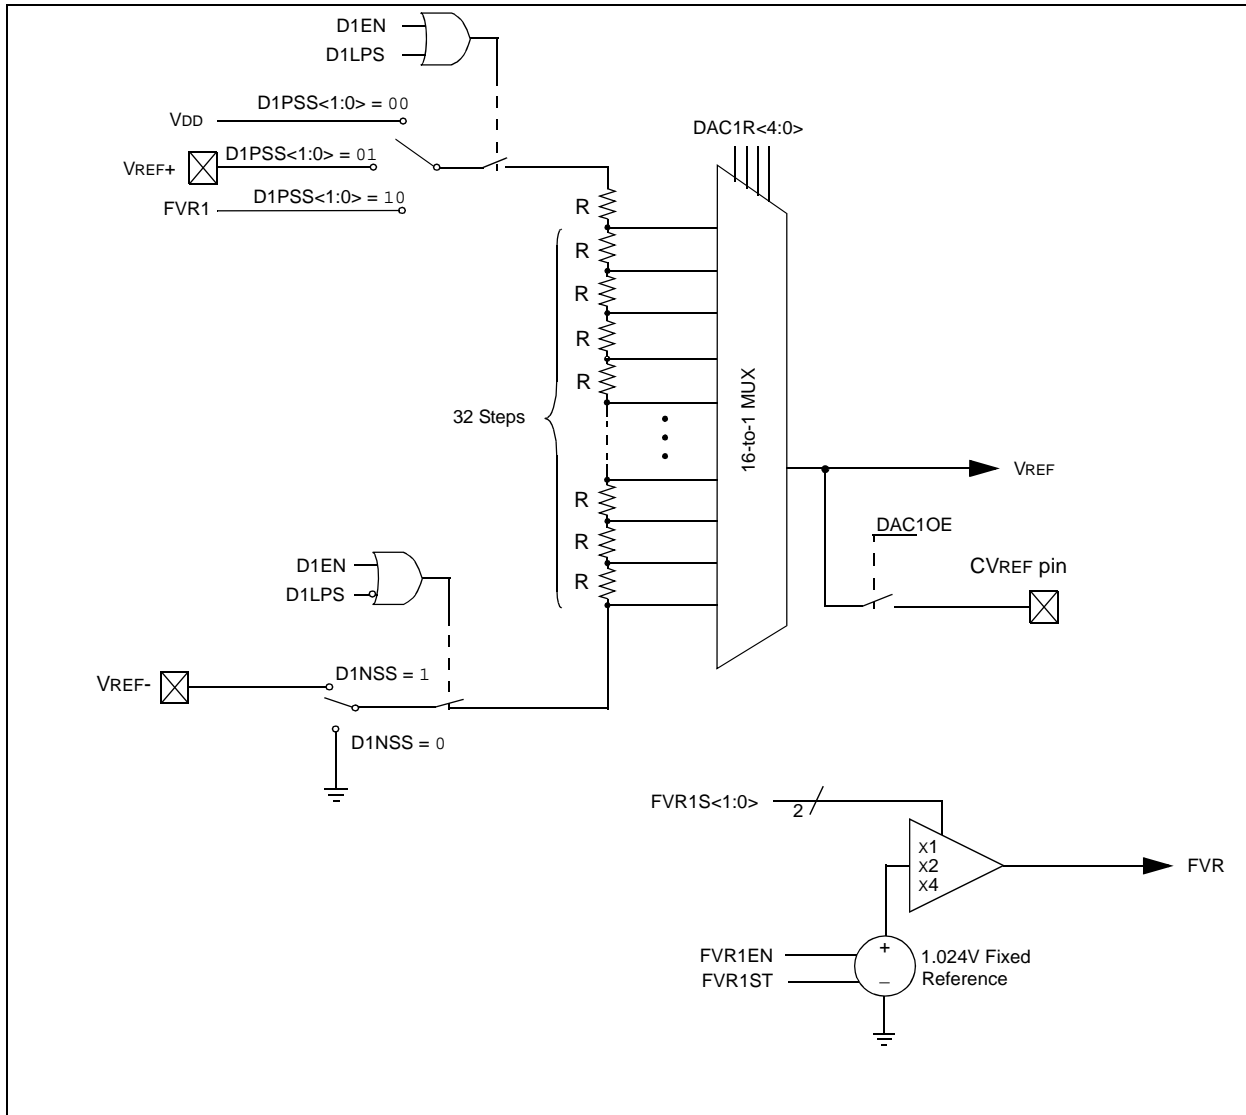 D1EN
D1LPS
D1PSS<1:0> = 00
VDD
D1PSS<1:0> = 01
VREF+
D1PSS<1:0> = 10
FVR1
DAC1R<4:0>
R
R
R
R
R
32 Steps
16-to-1 MUX
VREF
R
R
R
DAC1OE
CVREF pin
D1EN
D1LPS
D1NSS = 1
VREF-
D1NSS = 0
FVR1S<1:0>
2
x1
x2
x4
FVR
FVR1EN
FVR1ST
+
–
1.024V Fixed
Reference